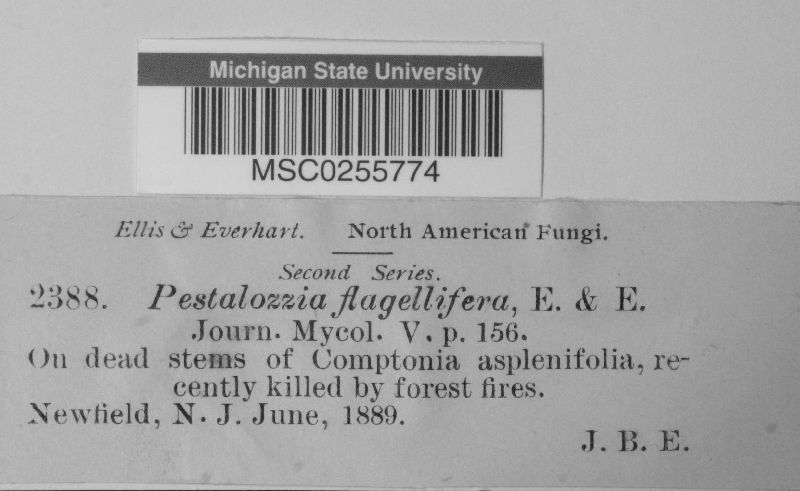 Michigan State University
MSC0255774
Ellis & Everhart. North American Fungi.
Second Series.
2388. Pestalozzia flagellifera, E. & E.
Journ. Mycol. V. p. 156.
On dead stems of Comptonia asplenifolia, re-
cently killed by forest fires.
Newfield, N. J. June, 1889.
J. B. E.